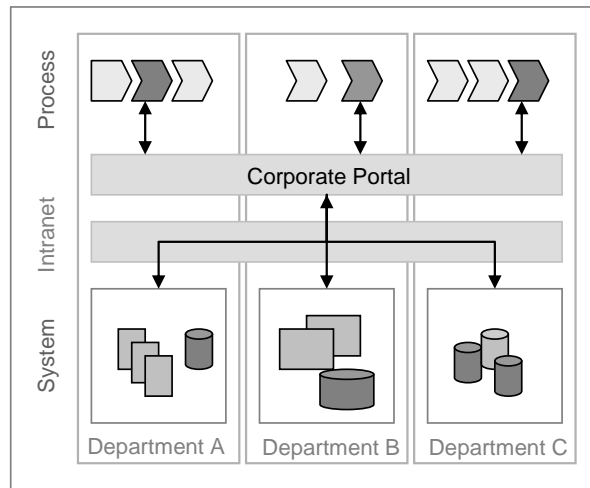 Process
Corporate Portal
Intranet
System
Department A
Department B
Department C